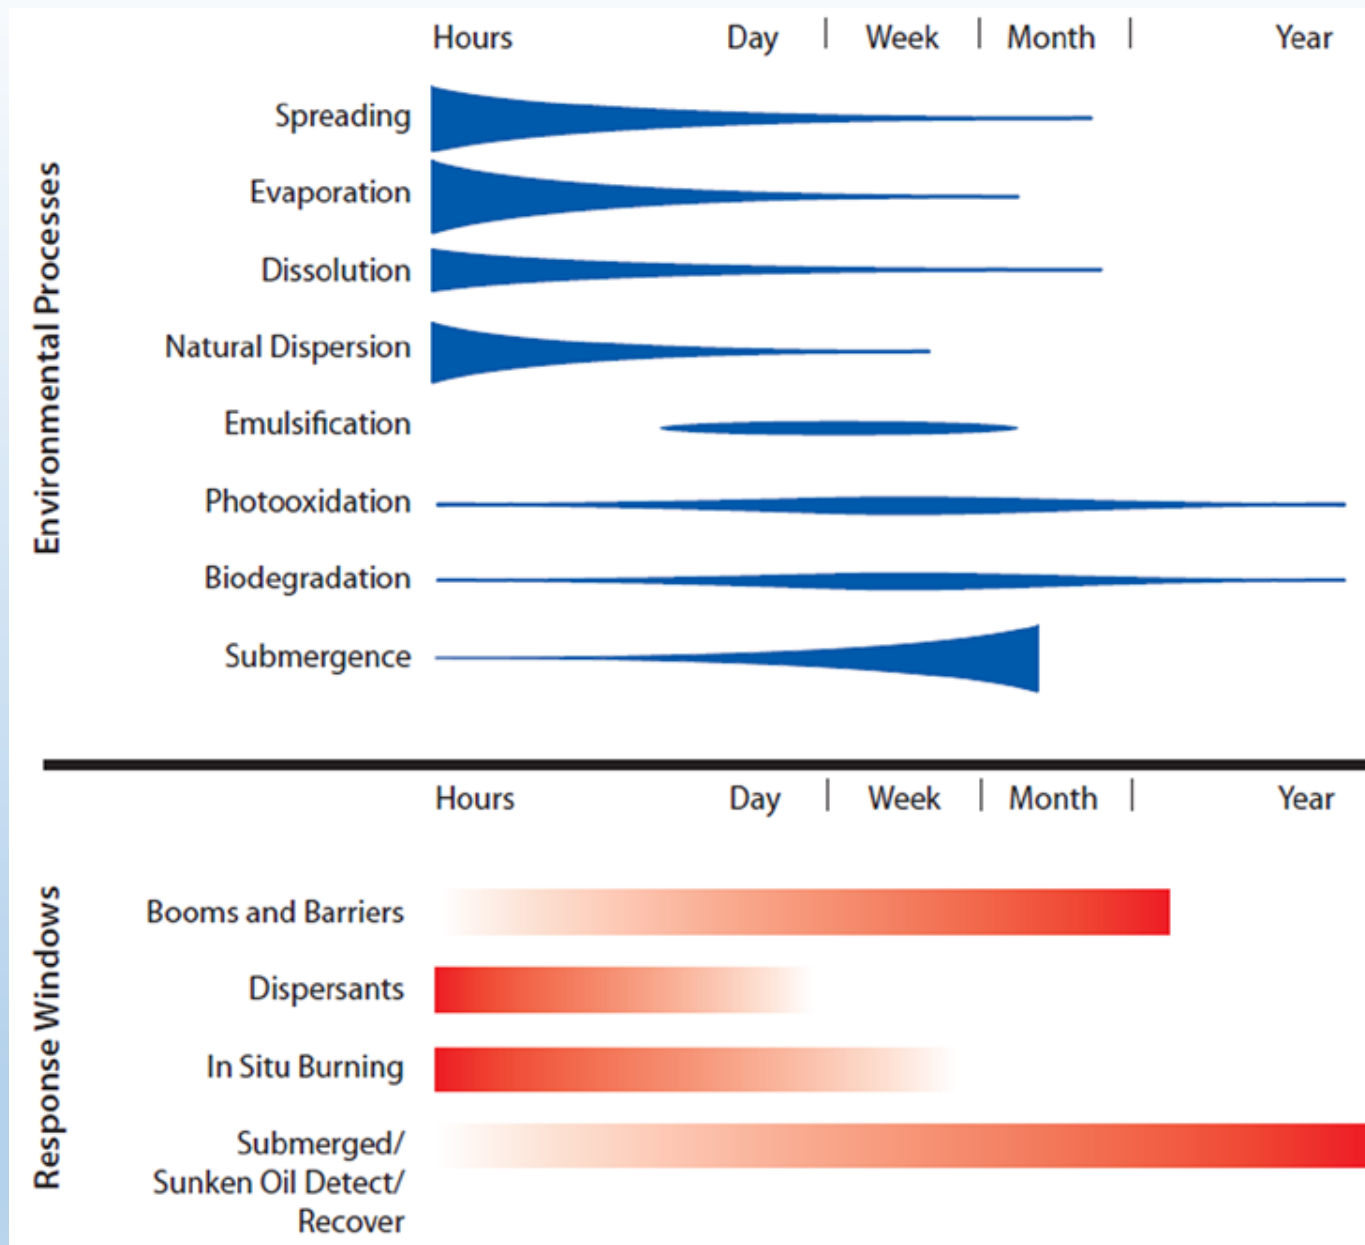 Hours Day | Week | Month | Year
Environmental Processes
Spreading
Evaporation
Dissolution
Natural Dispersion
Emulsification
Photooxidation
Biodegradation
Submergence
Hours Day | Week | Month | Year
Response Windows
Booms and Barriers
Dispersants
In Situ Burning
Submerged/
Sunken Oil Detect/
Recover